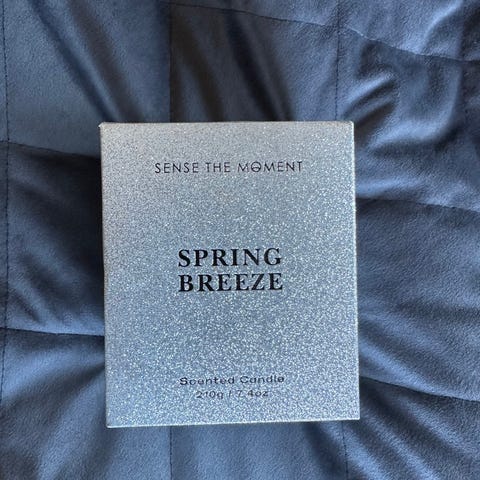 SENSE THE MOMENT
SPRING
BREEZE
Scented Candle
210g / 7.4oz